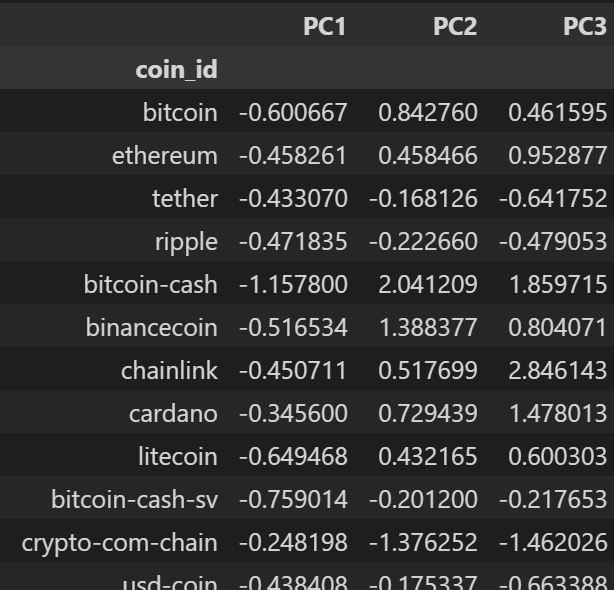 PC1 PC2 PC3
coin_id
bitcoin -0.600667 0.842760 0.461595
ethereum -0.458261 0.458466 0.952877
tether -0.433070 -0.168126 -0.641752
ripple -0.471835 -0.222660 -0.479053
bitcoin-cash -1.157800 2.041209 1.859715
binancecoin -0.516534 1.388377 0.804071
chainlink -0.450711 0.517699 2.846143
cardano -0.345600 0.729439 1.478013
litecoin -0.649468 0.432165 0.600303
bitcoin-cash-sv -0.759014 -0.201200 -0.217653
crypto-com-chain -0.248198 -1.376252 -1.462026
usd-coin -0.438408 -0.175337 -0.663388